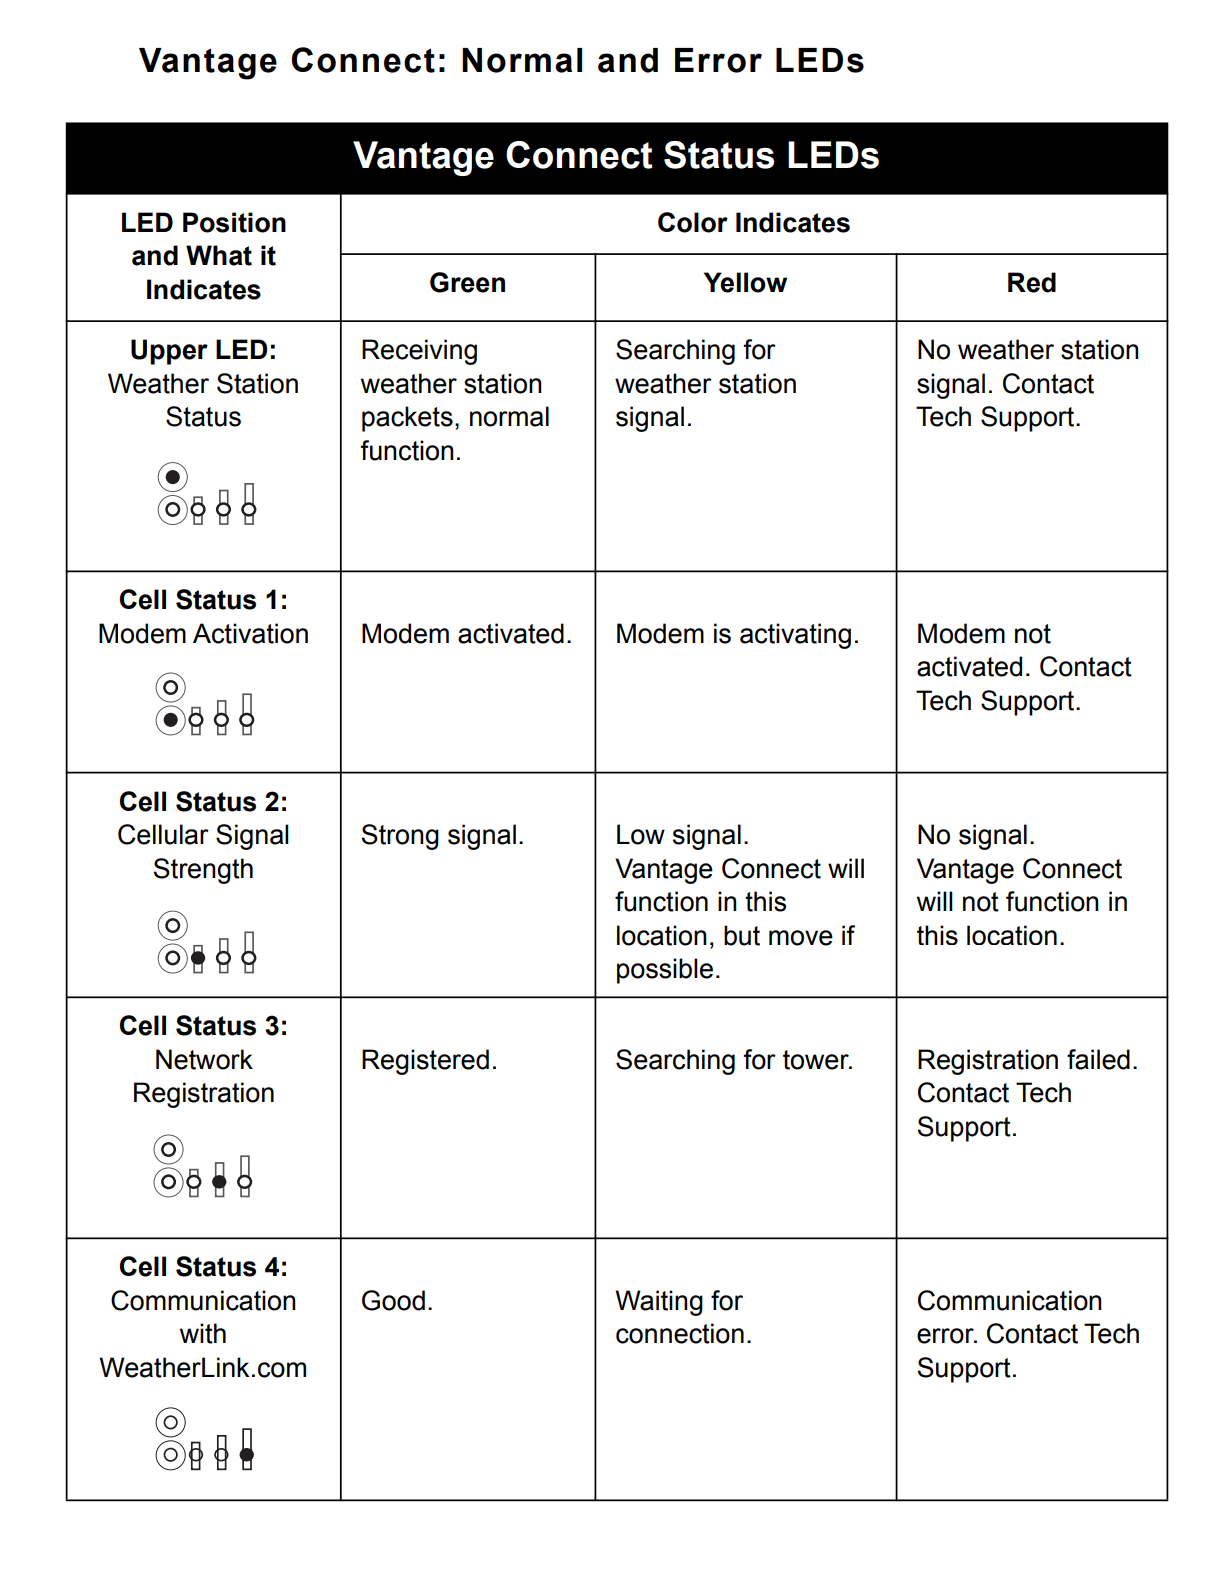 Vantage Connect: Normal and Error LEDs
Vantage Connect Status LEDs
LED Position
and What it
Indicates
Color Indicates
Green
Yellow
Red
Upper LED:
Weather Station
Status
Receiving
weather station
packets, normal
function.
Searching for
weather station
signal.
No weather station
signal. Contact
Tech Support.
Cell Status 1:
Modem Activation
Modem activated.
Modem is activating.
Modem not
activated. Contact
Tech Support.
Cell Status 2:
Cellular Signal
Strength
Strong signal.
Low signal.
Vantage Connect will
function in this
location, but move if
possible.
No signal.
Vantage Connect
will not function in
this location.
Cell Status 3:
Network
Registration
Registered.
Searching for tower.
Registration failed.
Contact Tech
Support.
Cell Status 4:
Communication
with
WeatherLink.com
Good.
Waiting for
connection.
Communication
error. Contact Tech
Support.